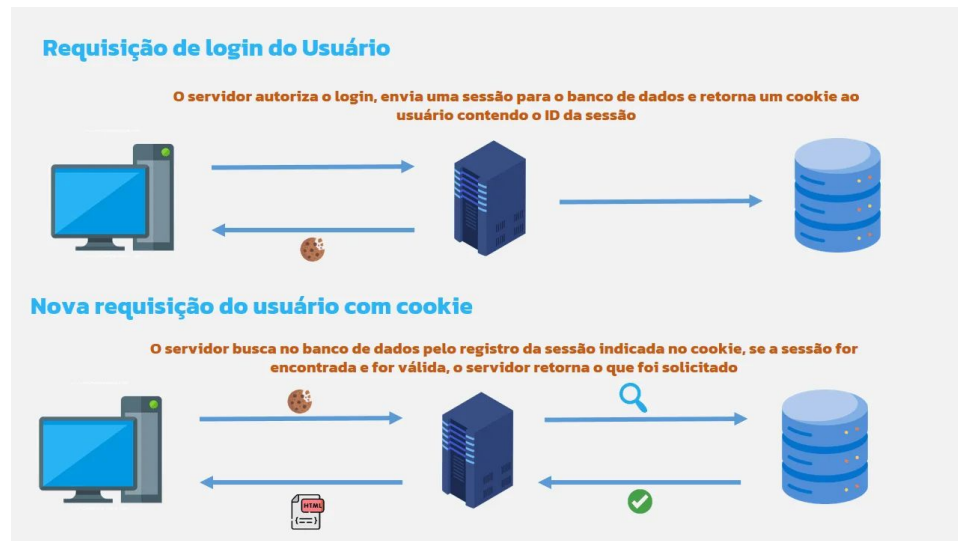 Requisição de login do Usuário
O servidor autoriza o login, envia uma sessão para o banco de dados e retorna um cookie ao
usuário contendo o ID da sessão
Nova requisição do usuário com cookie
O servidor busca no banco de dados pelo registro da sessão indicada no cookie, se a sessão for
encontrada e for válida, o servidor retorna o que foi solicitado
HTML
{==}